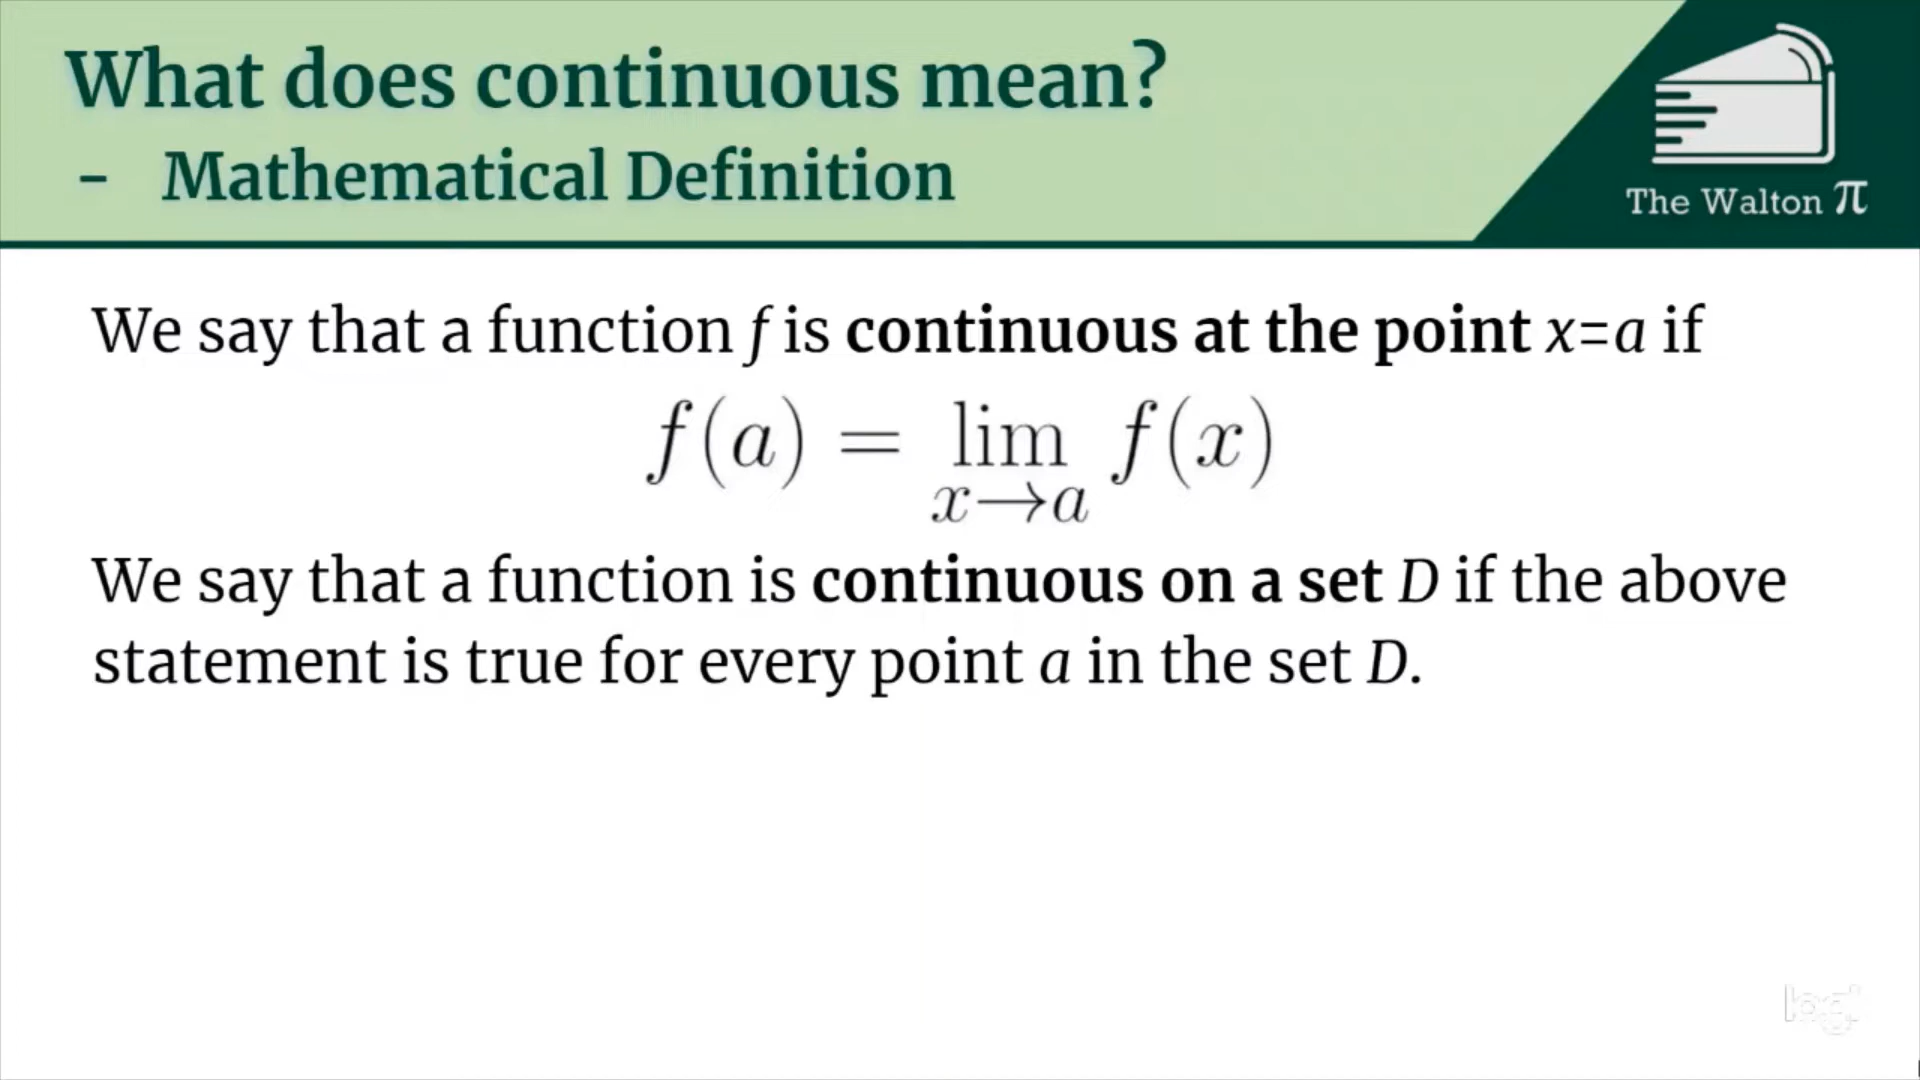 What does continuous mean?
- Mathematical Definition
The Walton π
We say that a function f is continuous at the point x=a if
f(a) = lim f(x)
x→a
We say that a function is continuous on a set D if the above
statement is true for every point a in the set D.